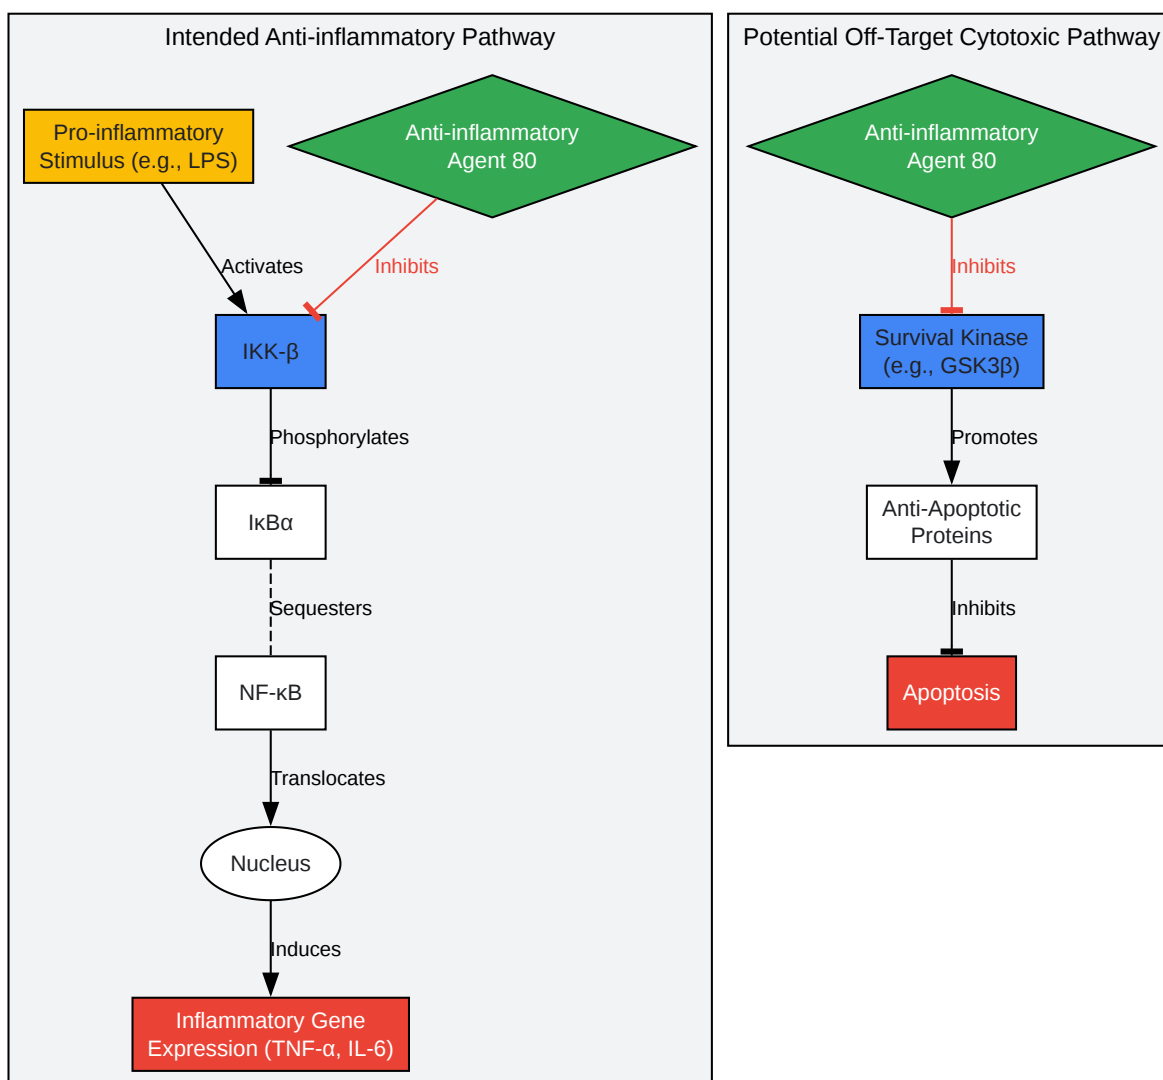 Intended Anti-inflammatory Pathway
Pro-inflammatory
Stimulus (e.g., LPS)
Anti-inflammatory
Agent 80
Activates
Inhibits
IKK-β
Phosphorylates
IκBα
Sequesters
NF-κB
Translocates
Nucleus
Induces
Inflammatory Gene
Expression (TNF-α, IL-6)
Potential Off-Target Cytotoxic Pathway
Anti-inflammatory
Agent 80
Inhibits
Survival Kinase
(e.g., GSK3β)
Promotes
Anti-Apoptotic
Proteins
Inhibits
Apoptosis